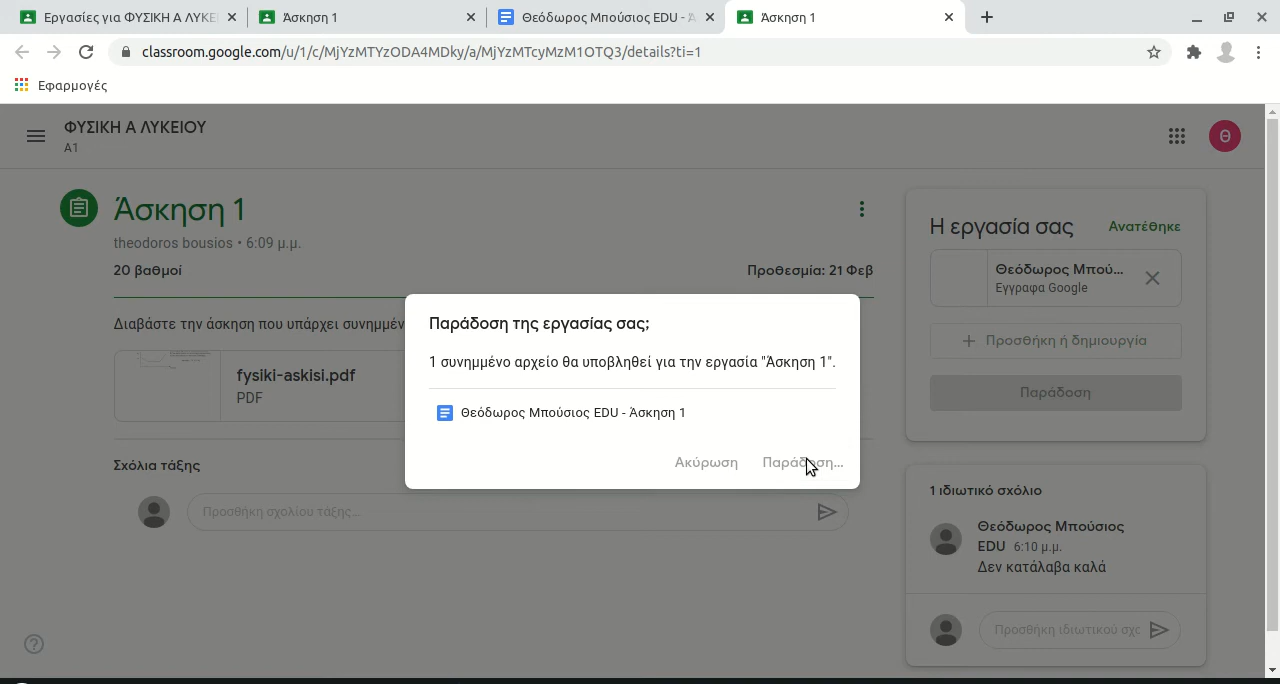 Εργασίες για ΦΥΣΙΚΗ Α ΛΥΚΕ
Άσκηση 1
Θεόδωρος Μπούσιος EDU - Ά
Άσκηση 1
classroom.google.com/u/1/c/MjYzMTYzODA4MDky/a/MjYzMTcyMzM1OTQ3/details?ti=1
Εφαρμογές
ΦΥΣΙΚΗ Α ΛΥΚΕΙΟΥ
Α1
Θ
Άσκηση 1
theodoros bousios • 6:09 μ.μ.
20 βαθμοί
Προθεσμία: 21 Φεβ
Διαβάστε την άσκηση που υπάρχει συνημμέν
fysiki-askisi.pdf
PDF
Σχόλια τάξης
Προσθήκη σχολίου τάξης...
Παράδοση της εργασίας σας;
1 συνημμένο αρχείο θα υποβληθεί για την εργασία "Άσκηση 1".
Θεόδωρος Μπούσιος EDU - Άσκηση 1
Ακύρωση
Παράδοση...
Η εργασία σας
Ανατέθηκε
Θεόδωρος Μπού...
Έγγραφα Google
Προσθήκη ή δημιουργία
Παράδοση
1 ιδιωτικό σχόλιο
Θεόδωρος Μπούσιος
EDU 6:10 μ.μ.
Δεν κατάλαβα καλά
Προσθήκη ιδιωτικού σχο